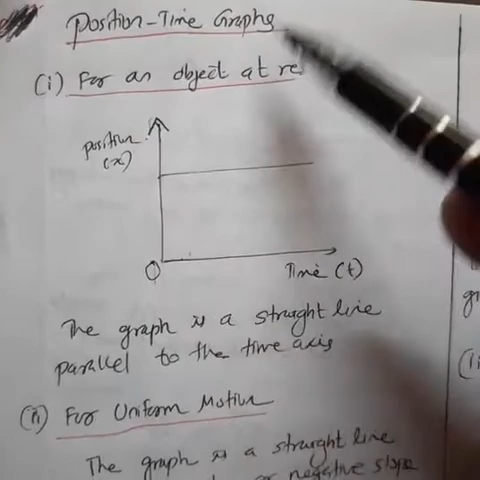 Position-Time Graphs
(i) For an object at re
position
(x)
O
Time (t)
The graph is a straight line
parallel to the time axis
(ii) For Uniform Motion
The graph is a straight line
or negative slope